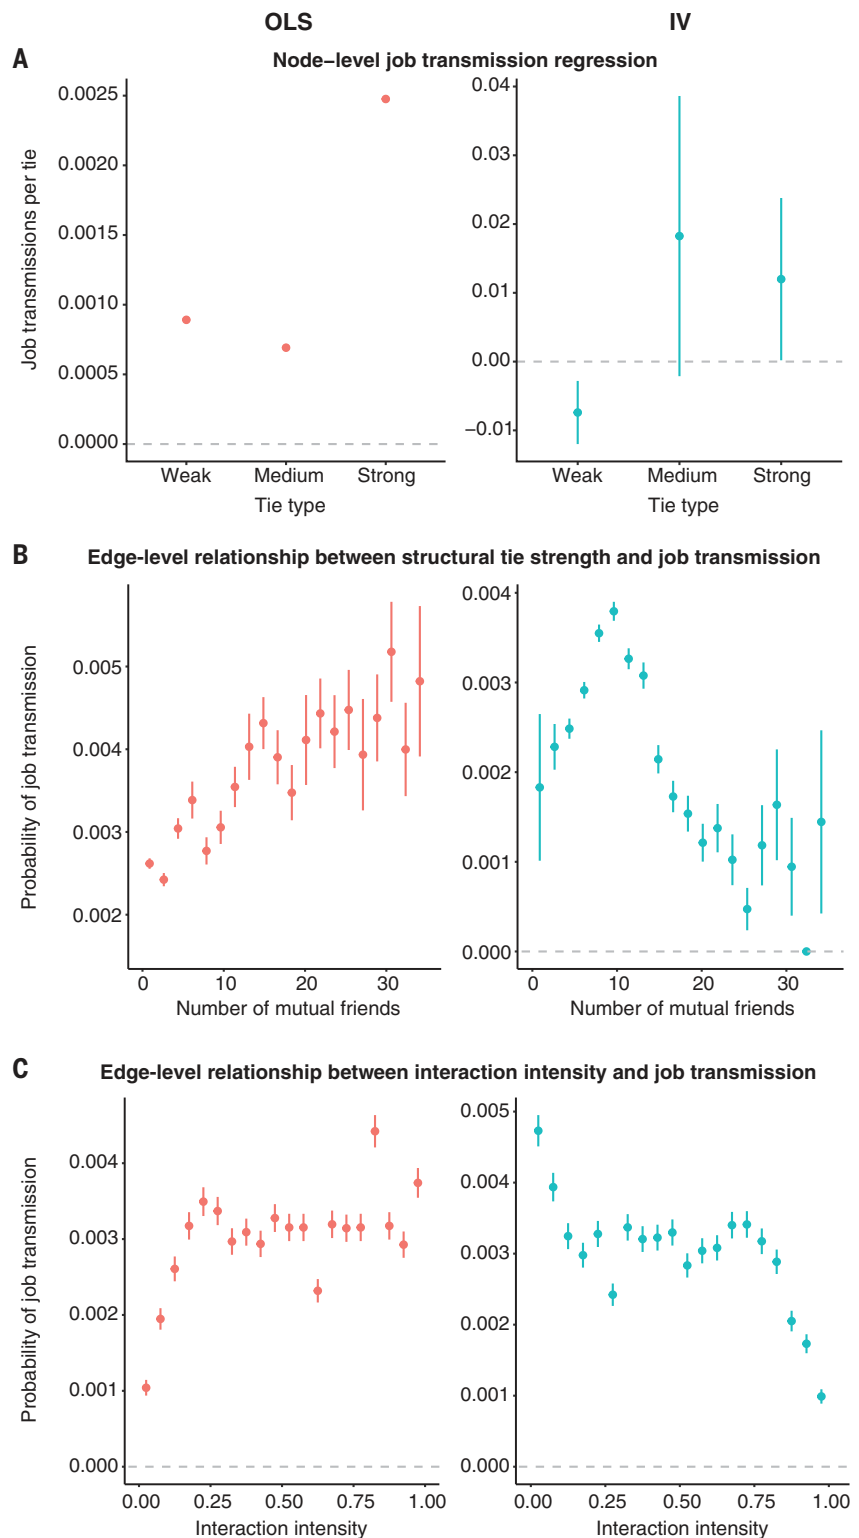 OLS
IV
A
Node–level job transmission regression
Job transmissions per tie
0.0025
0.0020
0.0015
0.0010
0.0005
0.0000
Weak
Medium
Strong
Tie type
0.04
0.03
0.02
0.01
0.00
−0.01
Weak
Medium
Strong
Tie type
B
Edge-level relationship between structural tie strength and job transmission
Probability of job transmission
0.005
0.004
0.003
0.002
0
10
20
30
Number of mutual friends
0.004
0.003
0.002
0.001
0.000
0
10
20
30
Number of mutual friends
C
Edge-level relationship between interaction intensity and job transmission
Probability of job transmission
0.004
0.003
0.002
0.001
0.000
0.00
0.25
0.75
1.00
Interaction intensity
0.005
0.004
0.003
0.002
0.001
0.000
0.00
0.25
0.75
1.00
Interaction intensity